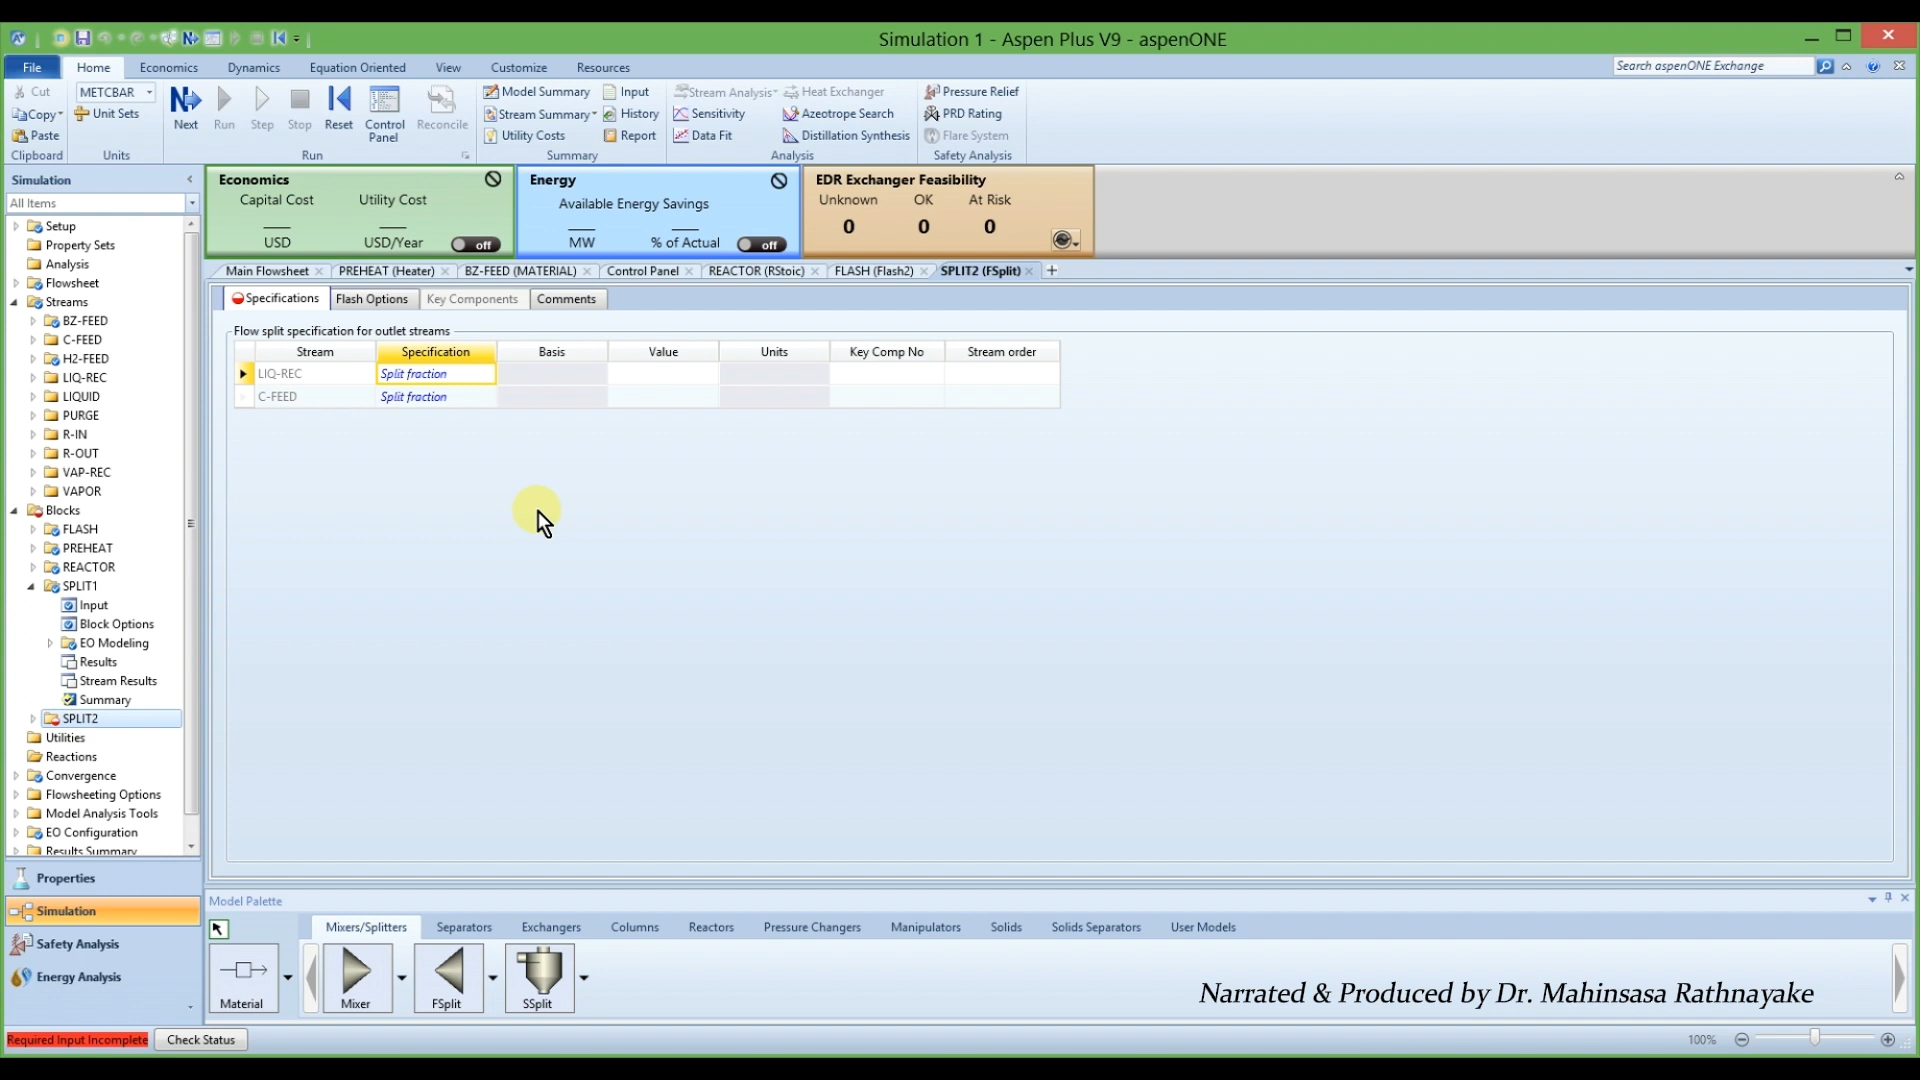 Simulation 1 - Aspen Plus V9 - aspenONE
File Home Economics Dynamics Equation Oriented View Customize Resources Search aspenONE Exchange
Cut METCBAR Model Summary Input Stream Analysis Heat Exchanger Pressure Relief
Copy Unit Sets Next Run Step Stop Reset Control Panel Reconcile Stream Summary History Sensitivity Azeotrope Search PRD Rating
Paste Utility Costs Report Data Fit Distillation Synthesis Flare System
Clipboard Units Run Summary Analysis Safety Analysis
Simulation
All Items
Economics
Capital Cost Utility Cost
USD USD/Year off
Energy
Available Energy Savings
MW % of Actual off
EDR Exchanger Feasibility
Unknown OK At Risk
0 0 0
Setup
Property Sets
Analysis
Flowsheet
Streams
BZ-FEED
C-FEED
H2-FEED
LIQ-REC
LIQUID
PURGE
R-IN
R-OUT
VAP-REC
VAPOR
Blocks
FLASH
PREHEAT
REACTOR
SPLIT1
Input
Block Options
EO Modeling
Results
Stream Results
Summary
SPLIT2
Utilities
Reactions
Convergence
Flowsheeting Options
Model Analysis Tools
EO Configuration
Results Summary
Properties
Simulation
Safety Analysis
Energy Analysis
Main Flowsheet PREHEAT (Heater) BZ-FEED (MATERIAL) Control Panel REACTOR (RStoic) FLASH (Flash2) SPLIT2 (FSplit)
Specifications Flash Options Key Components Comments
Flow split specification for outlet streams
Stream Specification Basis Value Units Key Comp No Stream order
LIQ-REC Split fraction
C-FEED Split fraction
Model Palette
Mixers/Splitters Separators Exchangers Columns Reactors Pressure Changers Manipulators Solids Solids Separators User Models
Material Mixer FSplit SSplit
Narrated & Produced by Dr. Mahinsasa Rathnayake
Required Input Incomplete Check Status 100%